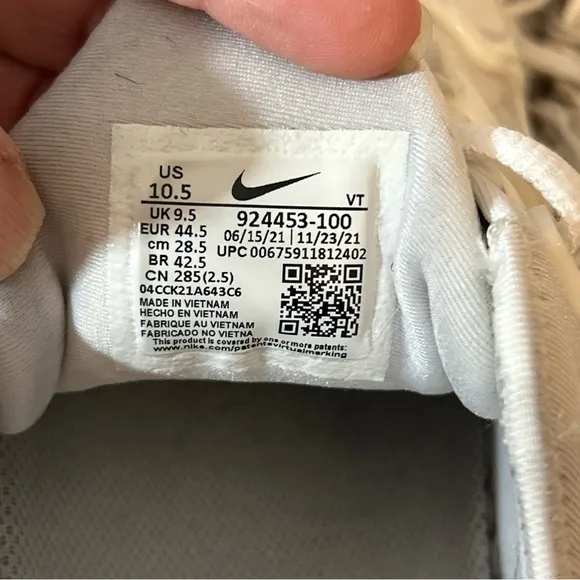 US
10.5
VT
UK 9.5
924453-100
EUR 44.5
06/15/21 | 11/23/21
cm 28.5
UPC 00675911812402
BR 42.5
CN 285(2.5)
04CCK21A643C6
MADE IN VIETNAM
HECHO EN VIETNAM
FABRIQUE AU VIETNAM
FABRICADO NO VIETNA
This product is covered by one or more patents:
www.nike.com/patentsvirtualmarking